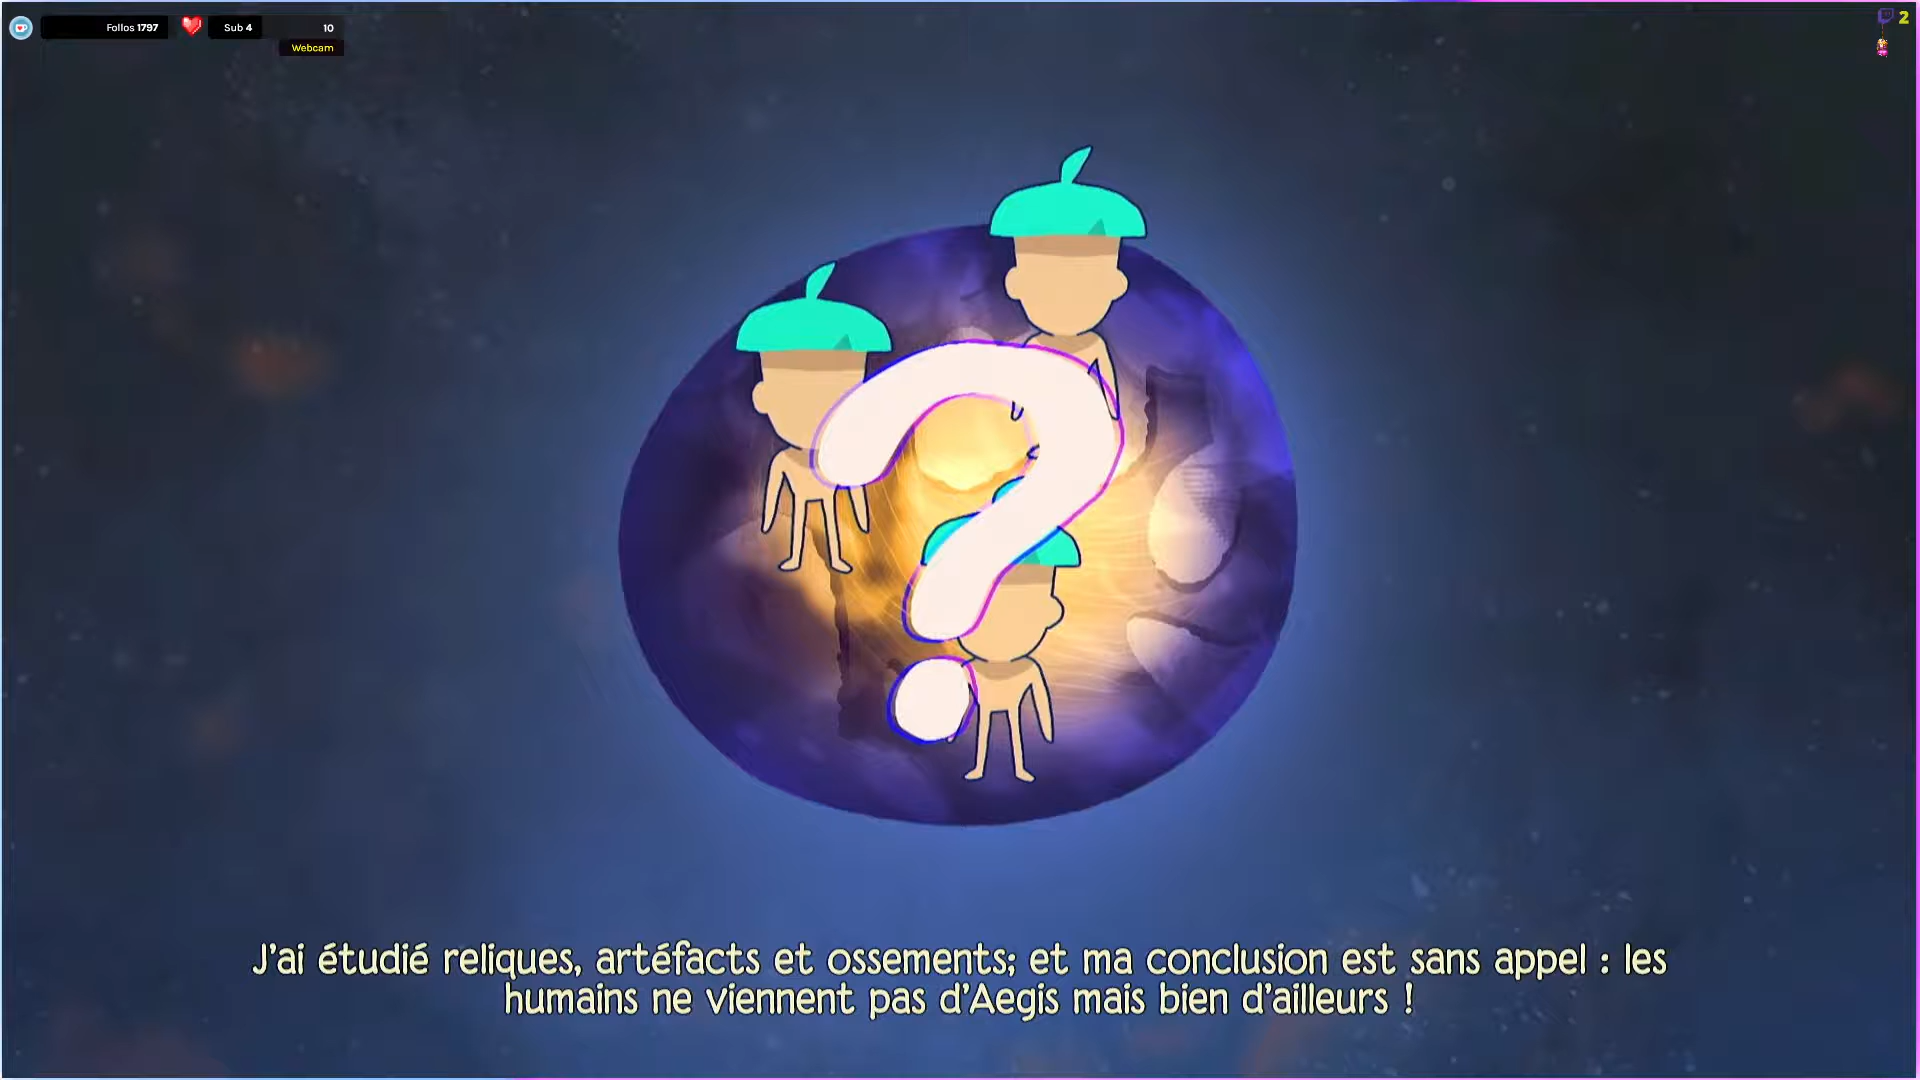 Follos 1797
Sub 4
10
2
Webcam
J'ai étudié reliques, artéfacts et ossements; et ma conclusion est sans appel : les
humains ne viennent pas d'Aegis mais bien d'ailleurs !